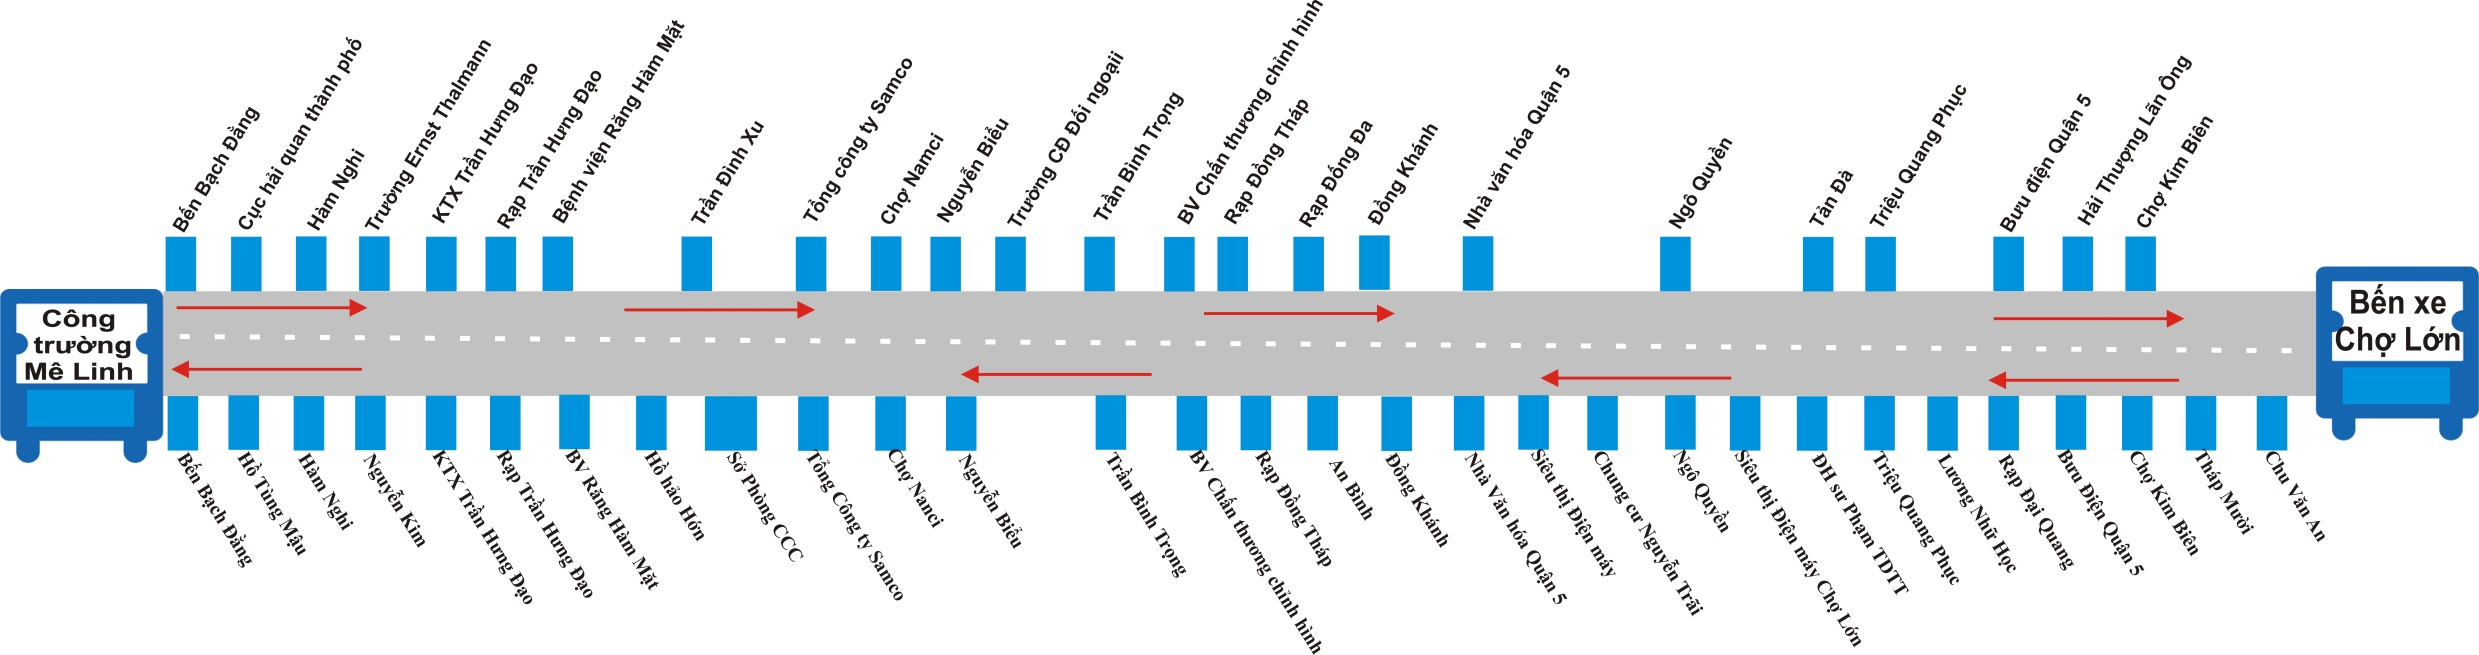 Bến Bạch Đằng
Cục hải quan thành phố
Hàm Nghi
Trường Ernst Thalmann
KTX Trần Hưng Đạo
Rạp Trần Hưng Đạo
Bệnh viện Răng Hàm Mặt
Trần Đình Xu
Tổng công ty Samco
Chợ Namci
Nguyễn Biểu
Trường CĐ Đối ngoạii
Trần Bình Trọng
BV Chấn thương chỉnh hình
Rạp Đồng Tháp
Rạp Đống Đa
Đồng Khánh
Nhà văn hóa Quận 5
Ngô Quyền
Tản Đà
Triệu Quang Phục
Bưu điện Quận 5
Hải Thượng Lãn Ông
Chợ Kim Biên
Công
trường
Mê Linh
Bến xe
Chợ Lớn
Bến Bạch Đằng
Hồ Tùng Mậu
Hàm Nghi
Nguyễn Kim
KTX Trần Hưng Đạo
Rạp Trần Hưng Đạo
BV Răng Hàm Mặt
Hồ hảo Hớn
Sở Phòng CCC
Tổng Công ty Samco
Chợ Nanci
Nguyễn Biểu
Trần Bình Trọng
BV Chấn thương chỉnh hình
Rạp Đồng Tháp
An Bình
Đồng Khánh
Nhà Văn hóa Quận 5
Siêu thị Điện máy
Chung cư Nguyễn Trãi
Ngô Quyền
Siêu thị Điện máy Chợ Lớn
ĐH sư Phạm TDTT
Triệu Quang Phục
Lương Nhữ Học
Rạp Đại Quang
Bưu Điện Quận 5
Chợ Kim Biên
Tháp Mười
Chu Văn An